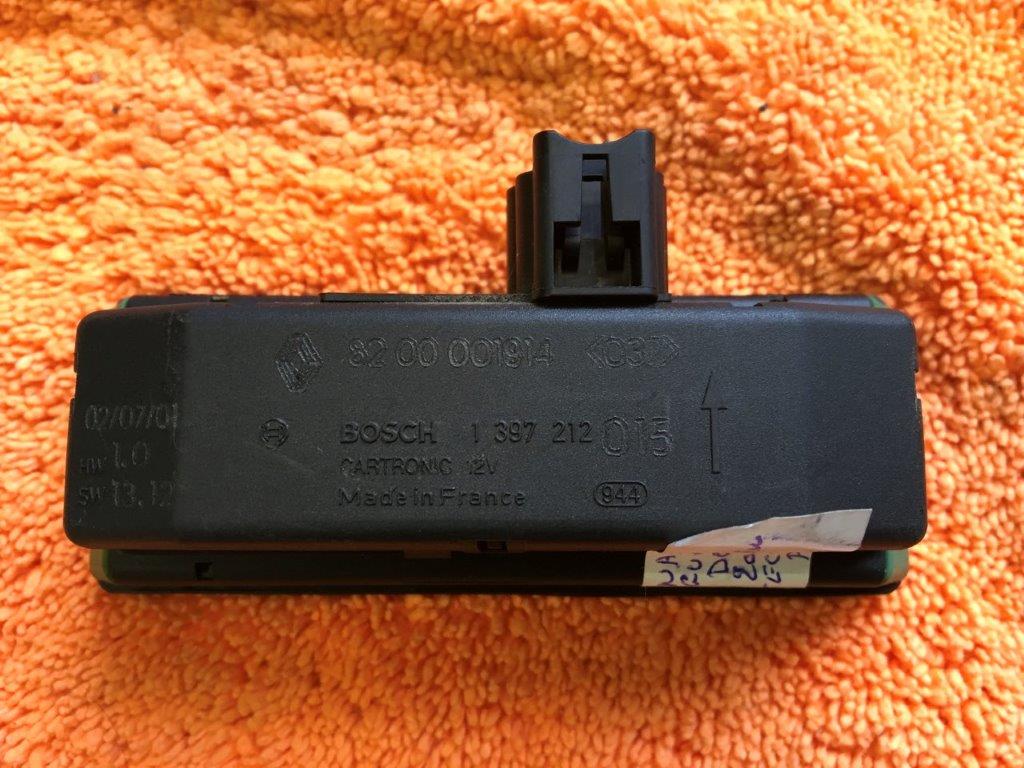 82 00 001914 032
02/07/01
BOSCH 1 397 212 015
HW 1.0
CARTRONIC 12V
SW 13.12
Made in France 944